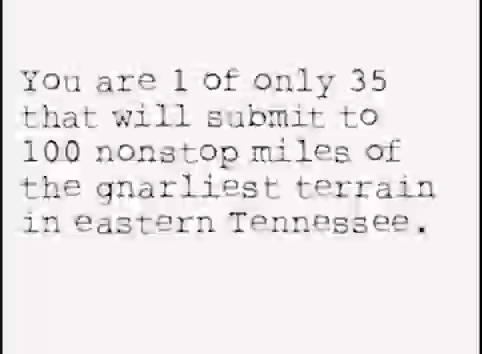 You are 1 of only 35
that will submit to
100 nonstop miles of
the gnarliest terrain
in eastern Tennessee.